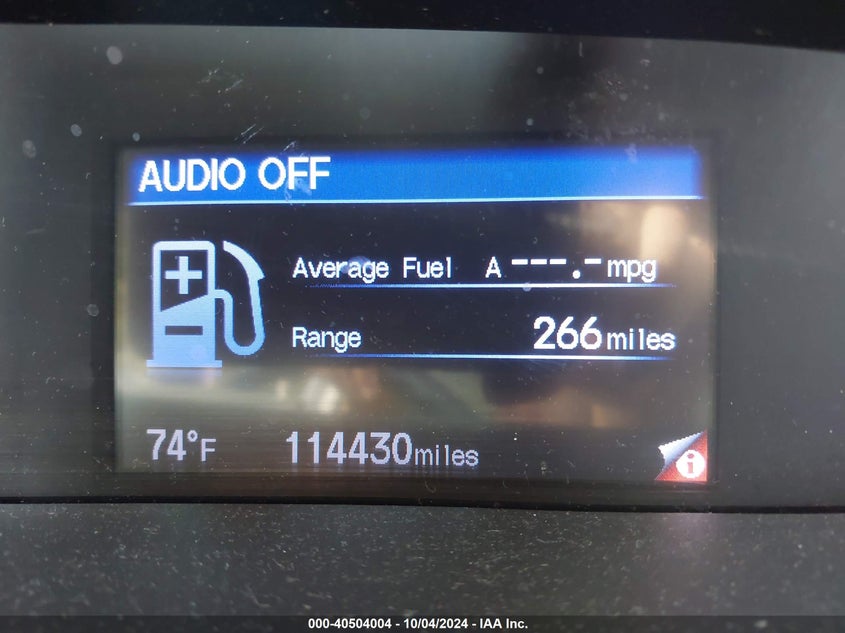 AUDIO OFF
Average Fuel A ---.- mpg
Range 266 miles
74°F 114430 miles
i
000-40504004 - 10/04/2024 - IAA Inc.